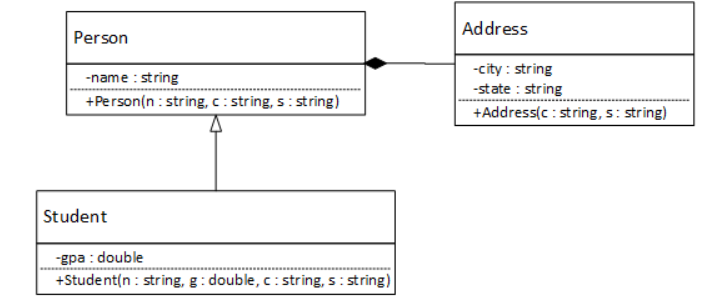 Person
-name : string
+Person(n : string, c : string, s : string)
Address
-city : string
-state : string
+Address(c : string, s : string)
Student
-gpa : double
+Student(n : string, g : double, c : string, s : string)